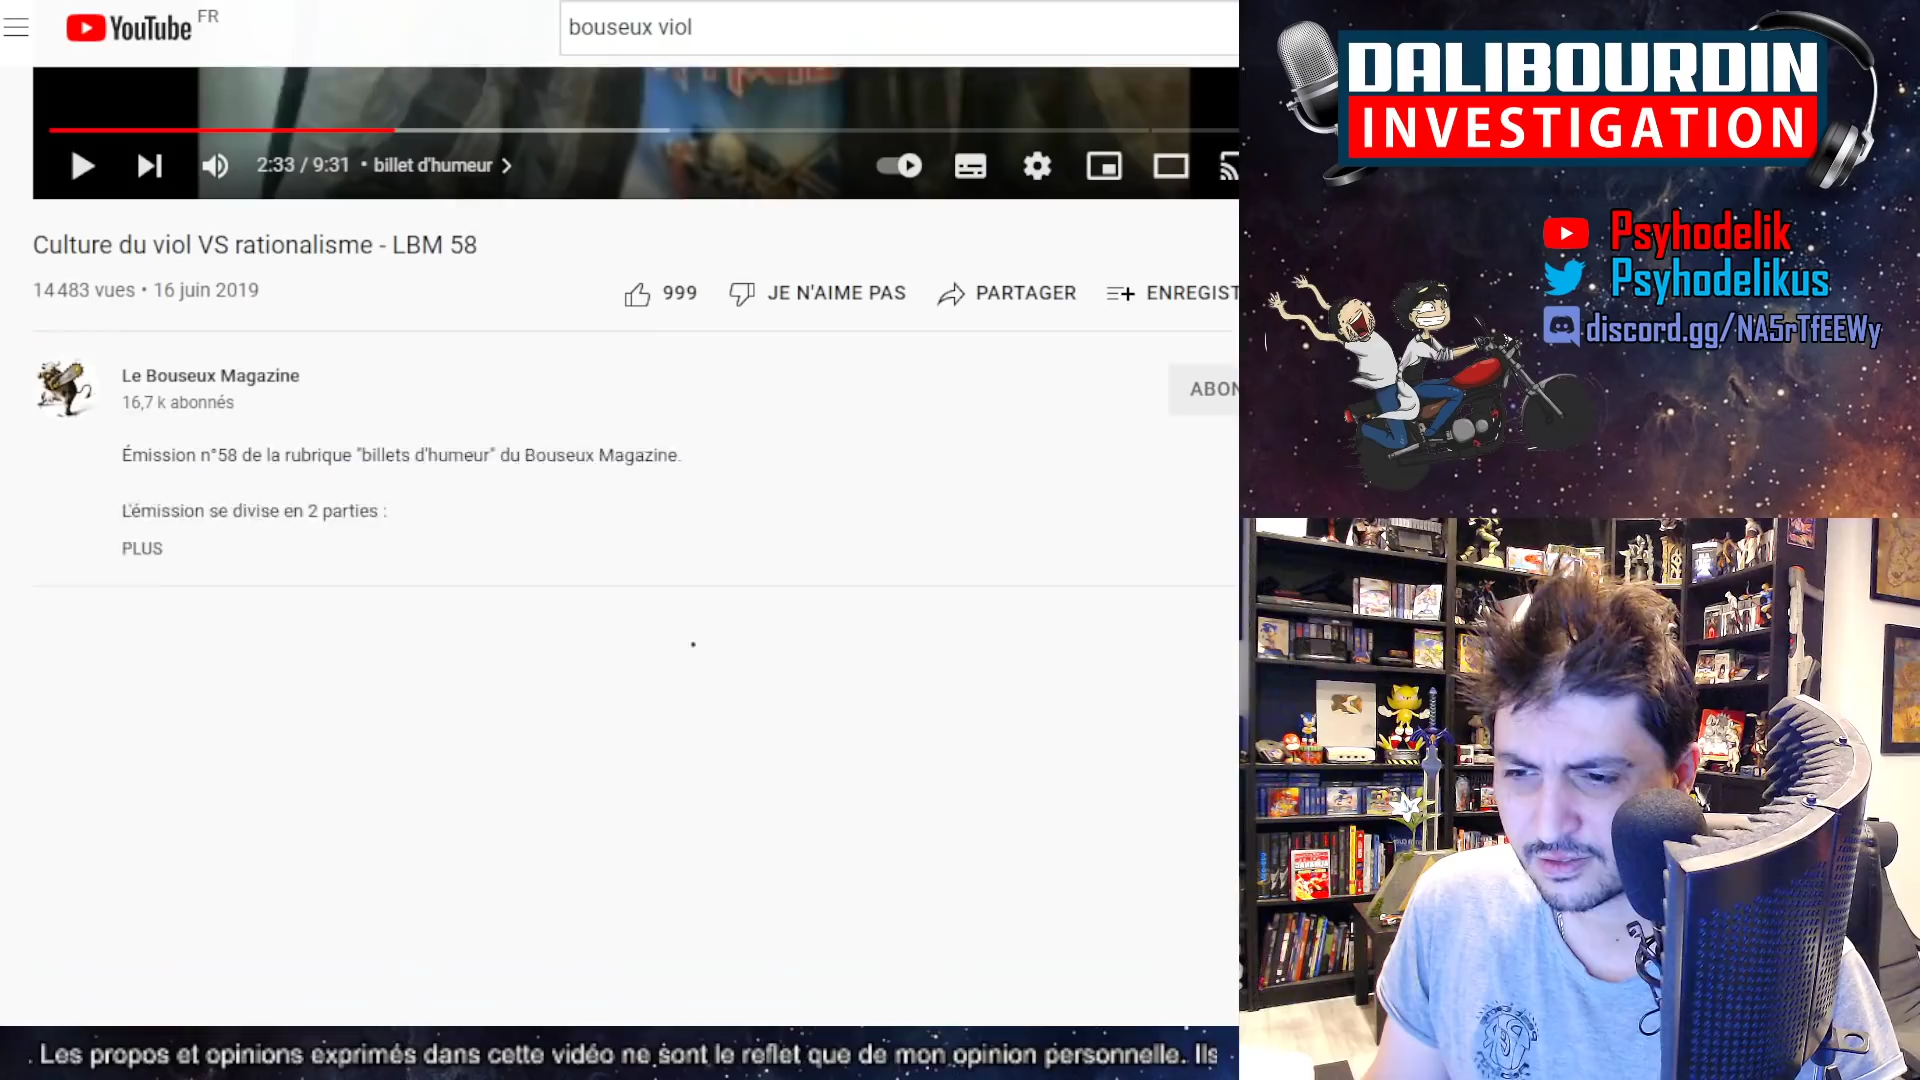 YouTube FR
bouseux viol
2:33 / 9:31 • billet d'humeur
Culture du viol VS rationalisme - LBM 58
14 483 vues • 16 juin 2019
999 JE N'AIME PAS PARTAGER ENREGIST
Le Bouseux Magazine
16,7 k abonnés
ABON
Émission n°58 de la rubrique "billets d'humeur" du Bouseux Magazine.
L'émission se divise en 2 parties :
PLUS
. Les propos et opinions exprimés dans cette vidéo ne sont le reflet que de mon opinion personnelle. Ils
DALIBOURDIN
INVESTIGATION
Psyhodelik
Psyhodelikus
discord.gg/NA5rTfEEWy